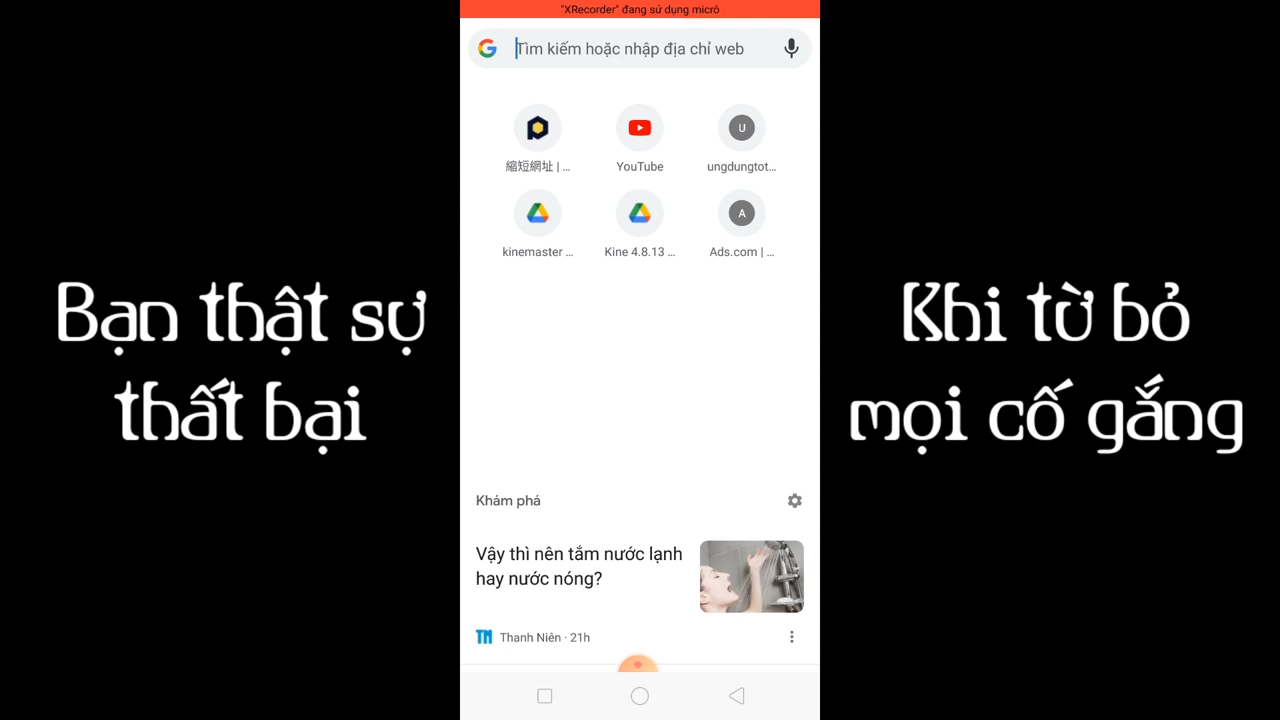 "XRecorder" đang sử dụng micrô
Tìm kiếm hoặc nhập địa chỉ web
縮短網址 | ...
YouTube
U
ungdungtot...
kinemaster ...
Kine 4.8.13 ...
A
Ads.com | ...
Bạn thật sự
thất bại
Khi từ bỏ
mọi cố gắng
Khám phá
Vậy thì nên tắm nước lạnh
hay nước nóng?
TN Thanh Niên · 21h